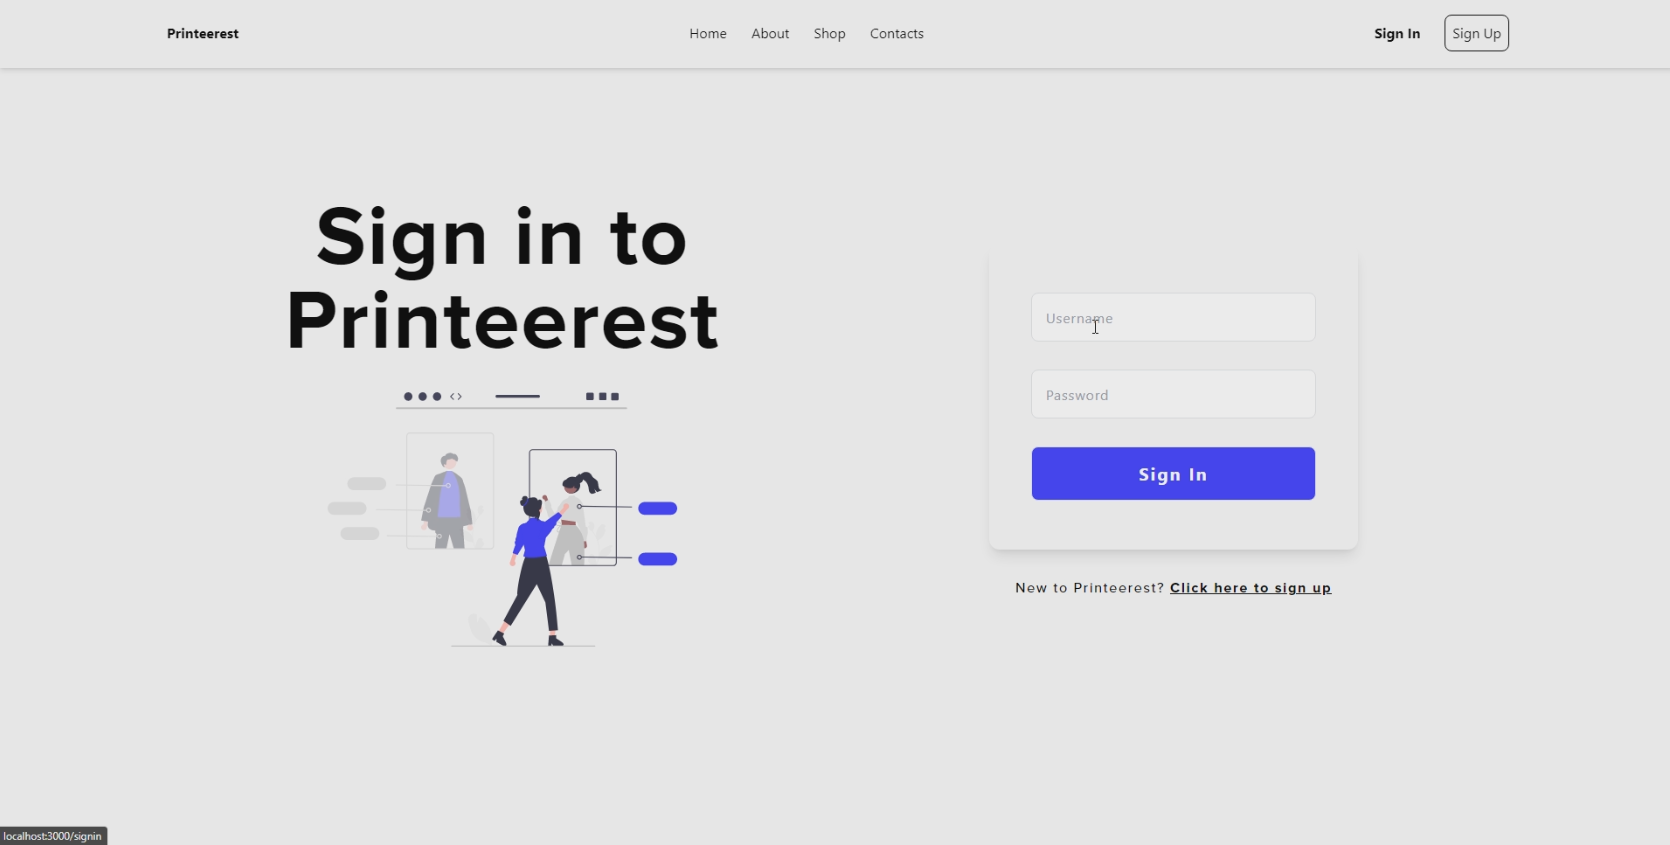 Printeerest
Home About Shop Contacts
Sign In Sign Up
Sign in to
Printeerest
Username
Password
Sign In
New to Printeerest? Click here to sign up
localhost:3000/signin